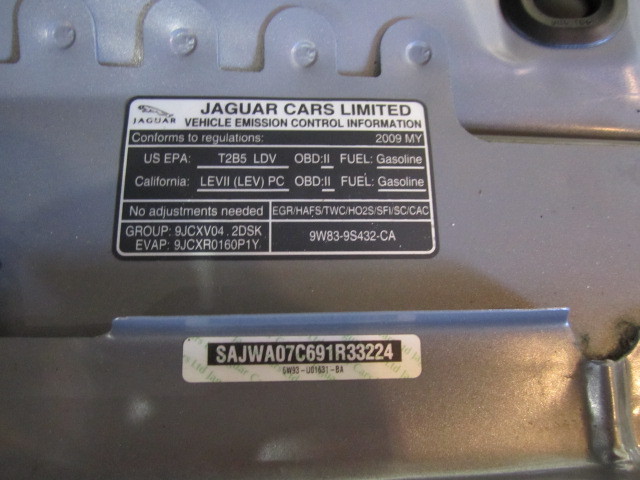 JAGUAR
JAGUAR CARS LIMITED
VEHICLE EMISSION CONTROL INFORMATION
Conforms to regulations: 2009 MY
US EPA: T2B5 LDV OBD:II FUEL: Gasoline
California: LEVII (LEV) PC OBD:II FUEL: Gasoline
No adjustments needed EGR/HAFS/TWC/HO2S/SFI/SC/CAC
GROUP: 9JCXV04.2DSK
EVAP: 9JCXR0160P1Y
9W83-9S432-CA
SAJWA07C691R33224